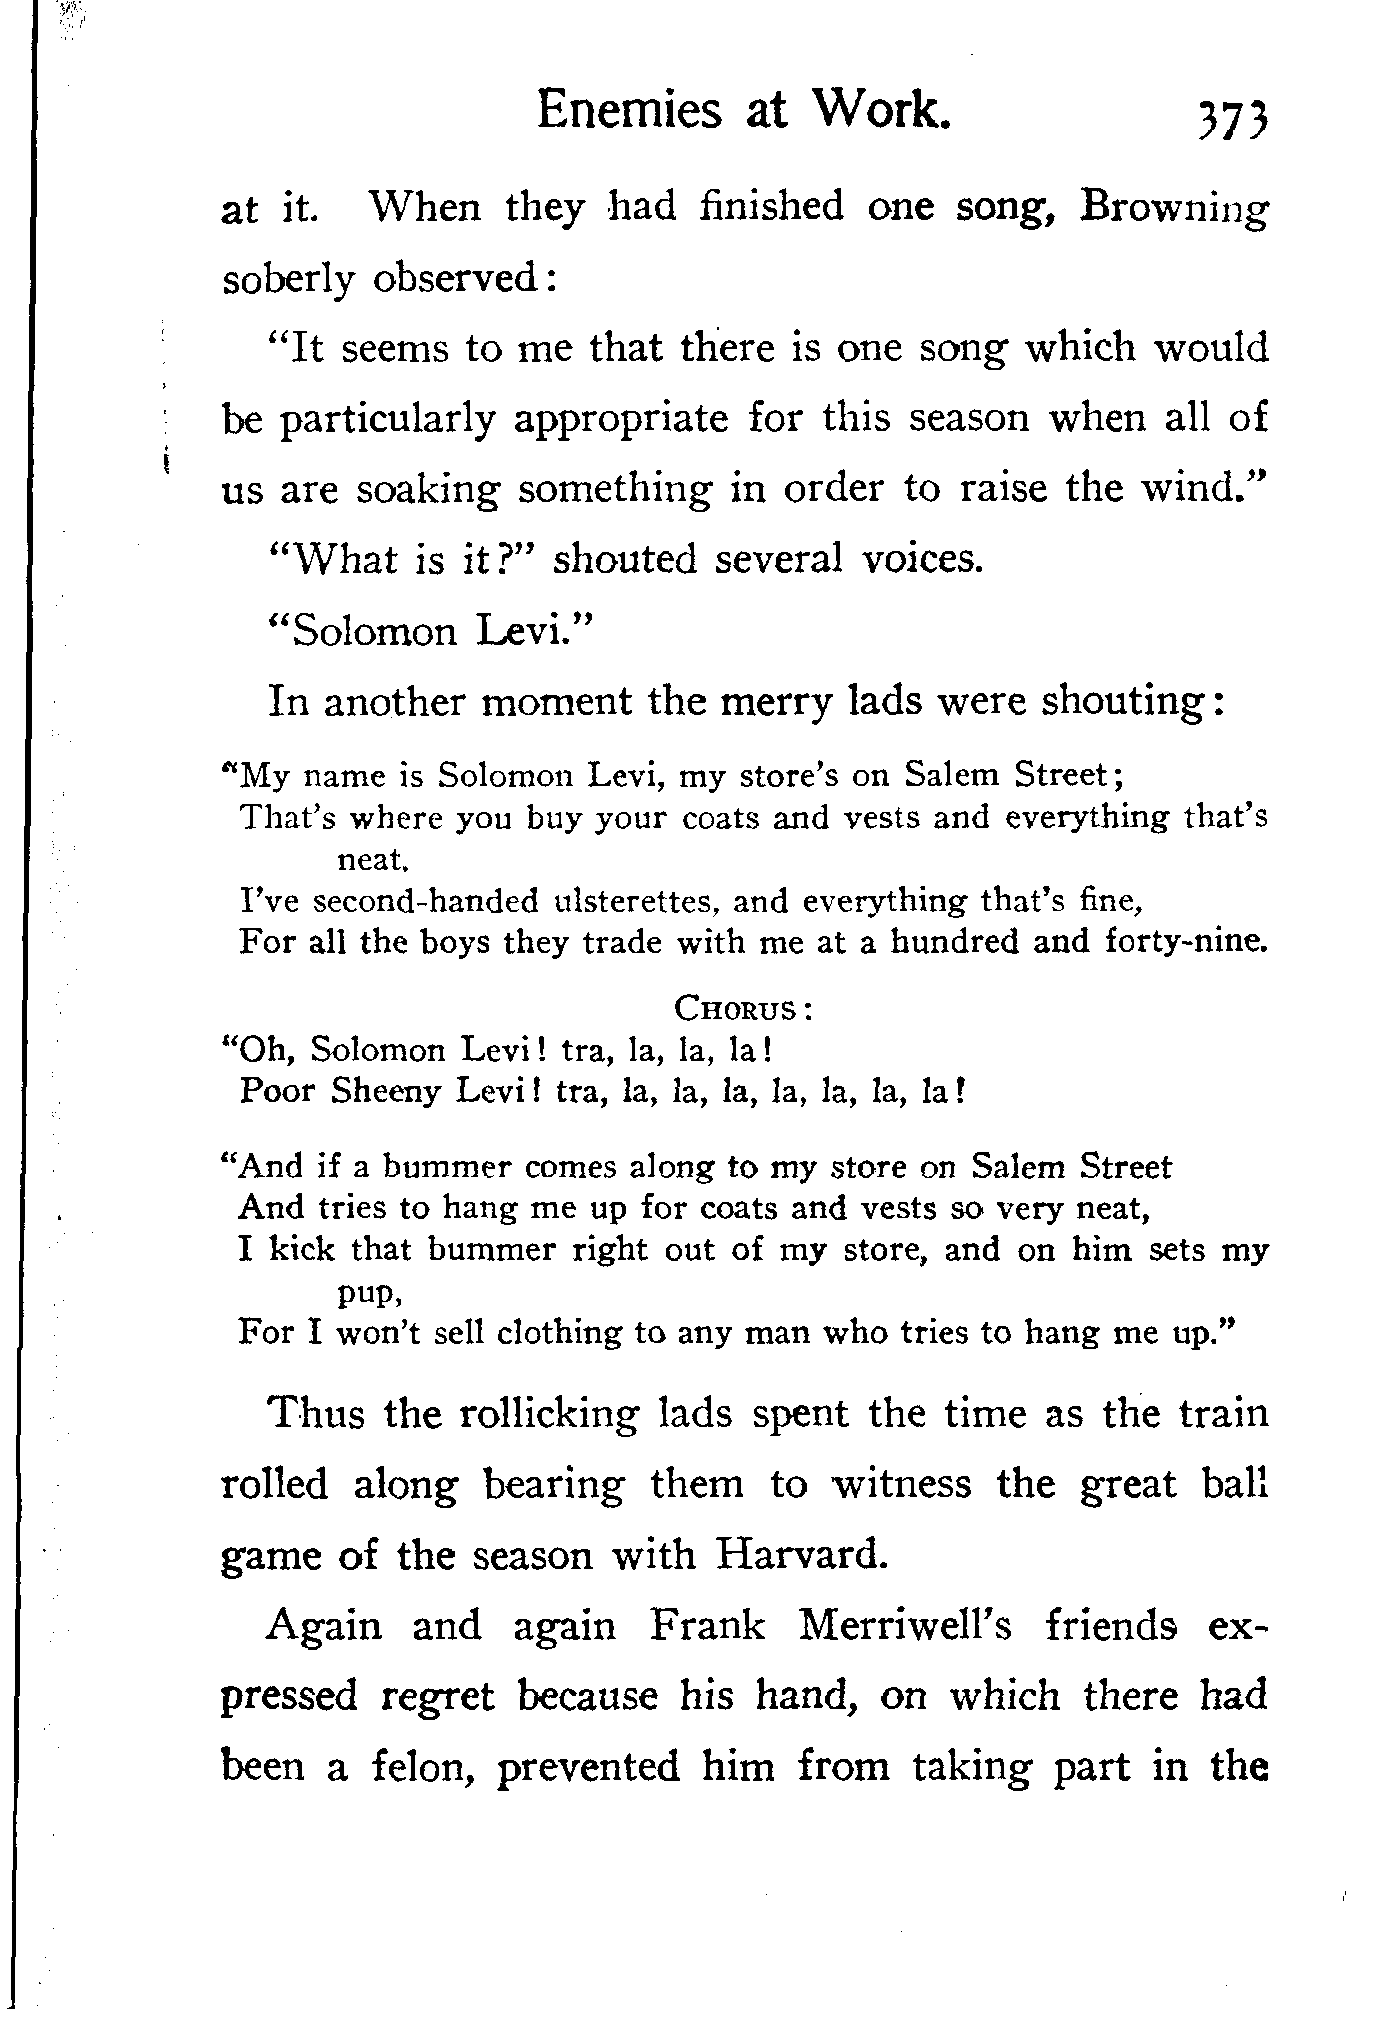 Enemies at Work. 373
at it. When they had finished one song, Browning
soberly observed:
"It seems to me that there is one song which would
be particularly appropriate for this season when all of
us are soaking something in order to raise the wind."
"What is it?" shouted several voices.
"Solomon Levi."
In another moment the merry lads were shouting:
"My name is Solomon Levi, my store's on Salem Street;
That's where you buy your coats and vests and everything that's
neat.
I've second-handed ulsterettes, and everything that's fine,
For all the boys they trade with me at a hundred and forty-nine.
CHORUS:
"Oh, Solomon Levi! tra, la, la, la!
Poor Sheeny Levi! tra, la, la, la, la, la, la, la!
"And if a bummer comes along to my store on Salem Street
And tries to hang me up for coats and vests so very neat,
I kick that bummer right out of my store, and on him sets my
pup,
For I won't sell clothing to any man who tries to hang me up."
Thus the rollicking lads spent the time as the train
rolled along bearing them to witness the great ball
game of the season with Harvard.
Again and again Frank Merriwell's friends ex-
pressed regret because his hand, on which there had
been a felon, prevented him from taking part in the